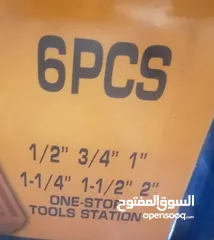 6PCS
1/2" 3/4" 1"
1-1/4" 1-1/2" 2"
ONE-STOP
TOOLS STATION
السوق المفتوح
opensooq.com